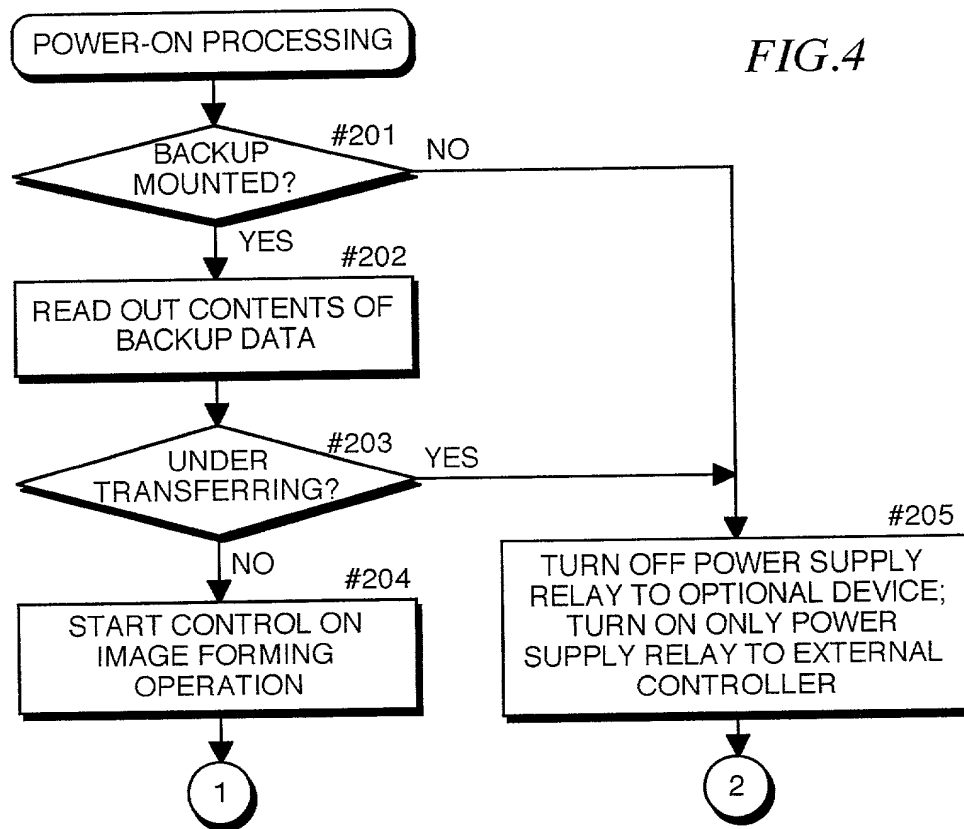 POWER-ON PROCESSING
FIG.4
#201
BACKUP
MOUNTED?
NO
YES
#202
READ OUT CONTENTS OF
BACKUP DATA
#203
UNDER
TRANSFERRING?
YES
NO
#204
START CONTROL ON
IMAGE FORMING
OPERATION
#205
TURN OFF POWER SUPPLY
RELAY TO OPTIONAL DEVICE;
TURN ON ONLY POWER
SUPPLY RELAY TO EXTERNAL
CONTROLLER
1
2